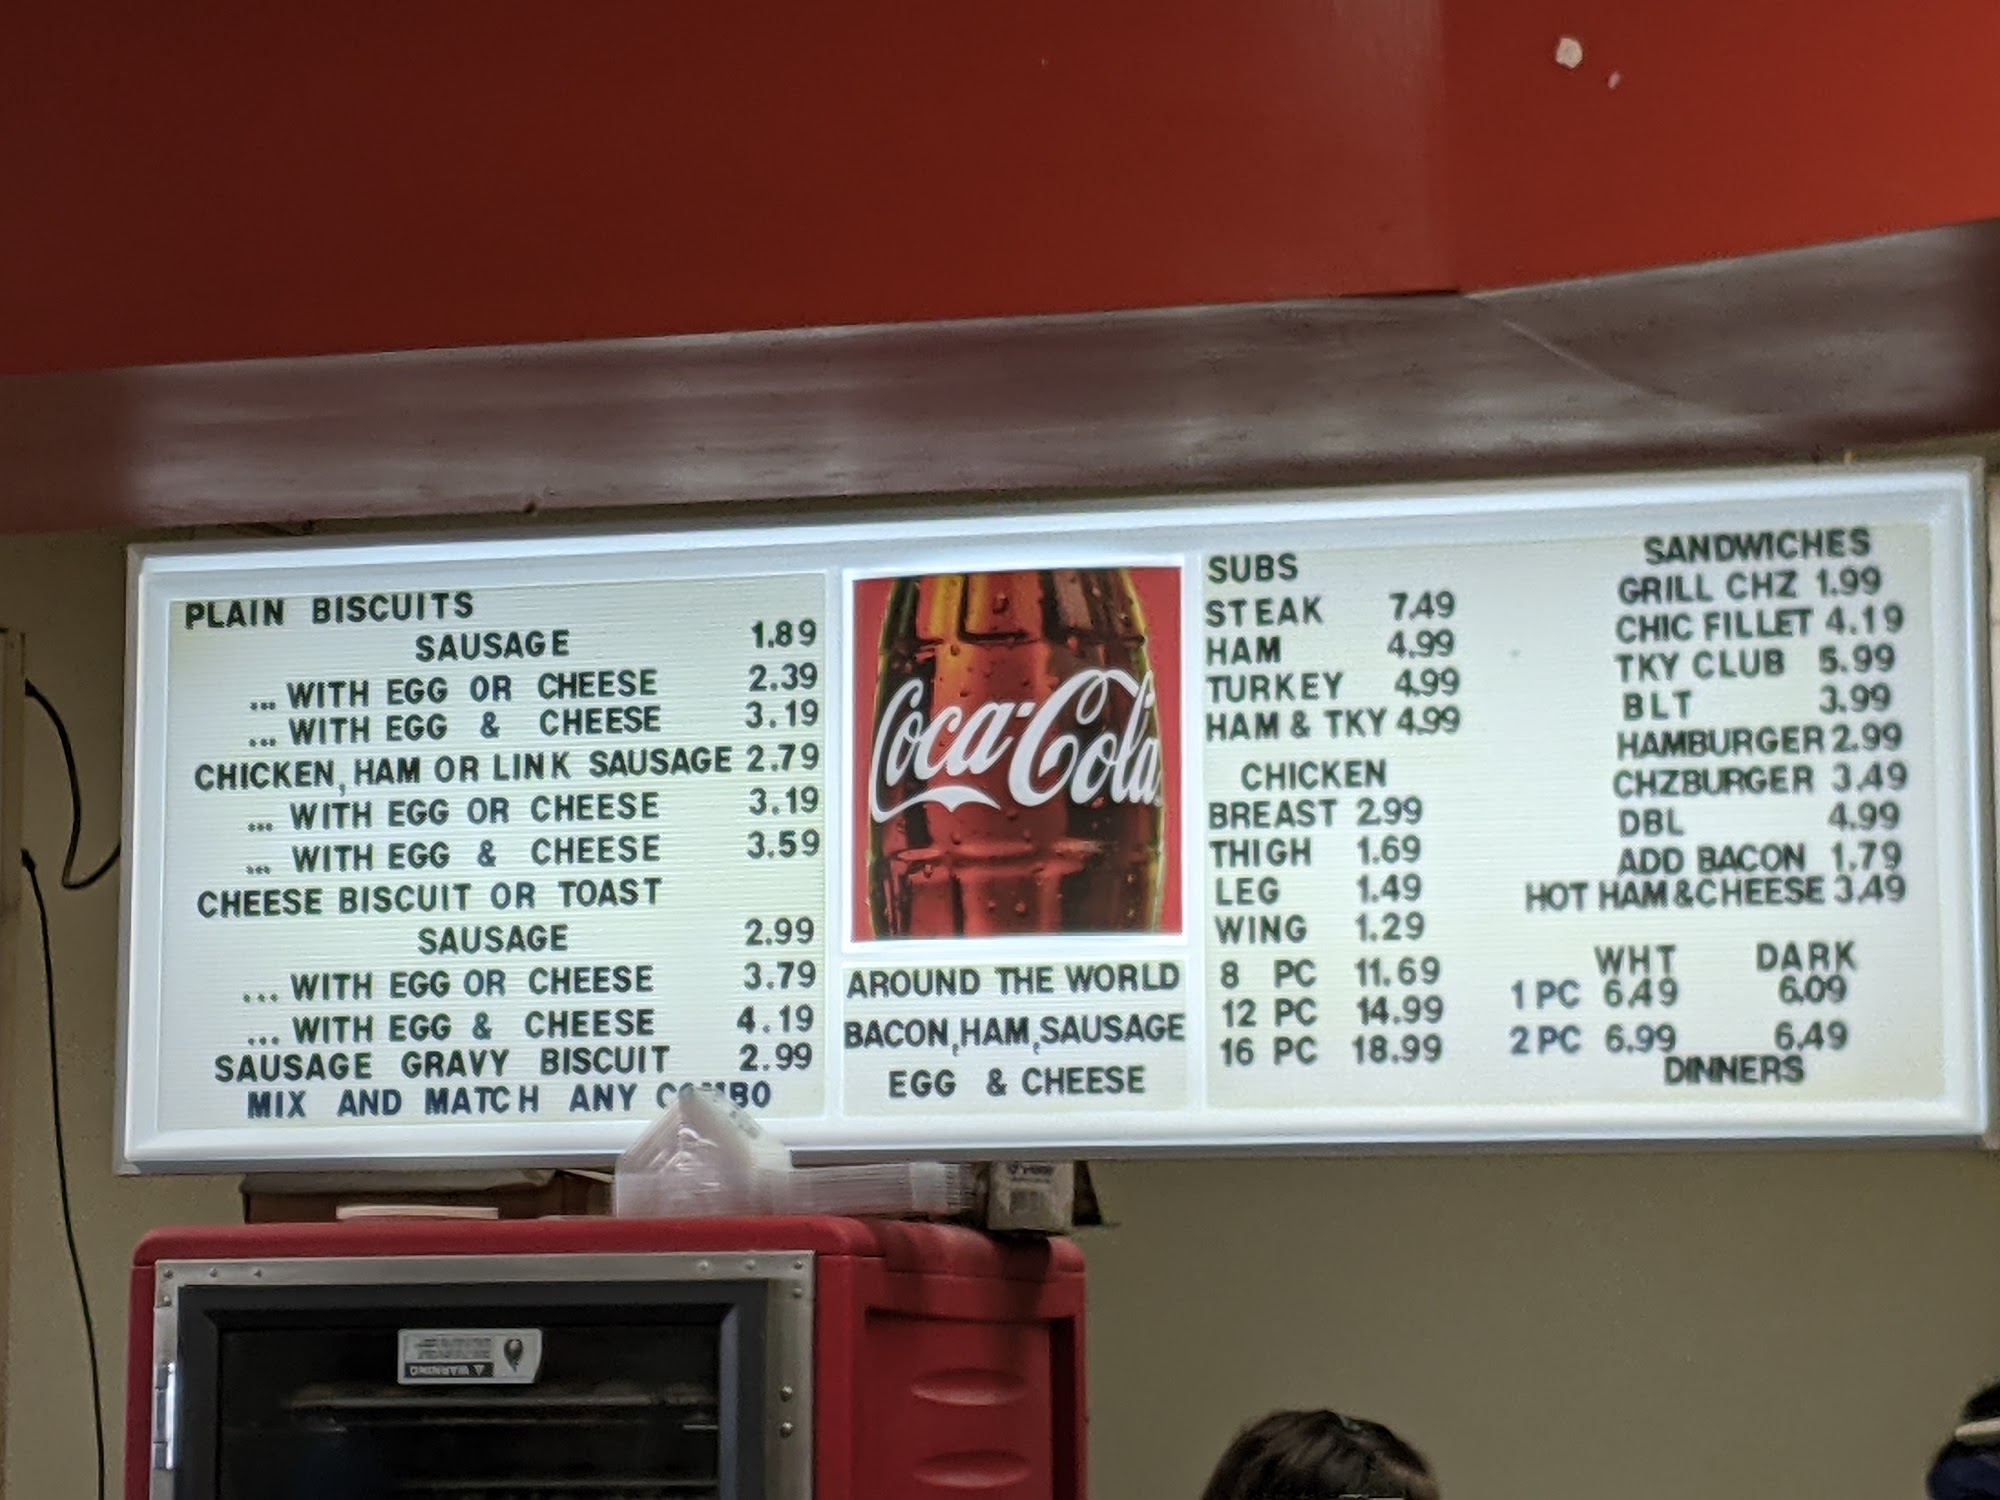 PLAIN BISCUITS
SAUSAGE 1.89
... WITH EGG OR CHEESE 2.39
... WITH EGG & CHEESE 3.19
CHICKEN, HAM OR LINK SAUSAGE 2.79
... WITH EGG OR CHEESE 3.19
... WITH EGG & CHEESE 3.59
CHEESE BISCUIT OR TOAST
SAUSAGE 2.99
... WITH EGG OR CHEESE 3.79
... WITH EGG & CHEESE 4.19
SAUSAGE GRAVY BISCUIT 2.99
MIX AND MATCH ANY COMBO
Coca-Cola
AROUND THE WORLD
BACON, HAM, SAUSAGE
EGG & CHEESE
SUBS
STEAK 7.49
HAM 4.99
TURKEY 4.99
HAM & TKY 4.99
CHICKEN
BREAST 2.99
THIGH 1.69
LEG 1.49
WING 1.29
8 PC 11.69
12 PC 14.99
16 PC 18.99
SANDWICHES
GRILL CHZ 1.99
CHIC FILLET 4.19
TKY CLUB 5.99
BLT 3.99
HAMBURGER 2.99
CHZBURGER 3.49
DBL 4.99
ADD BACON 1.79
HOT HAM & CHEESE 3.49
WHT DARK
1 PC 6.49 6.09
2 PC 6.99 6.49
DINNERS
WARNING